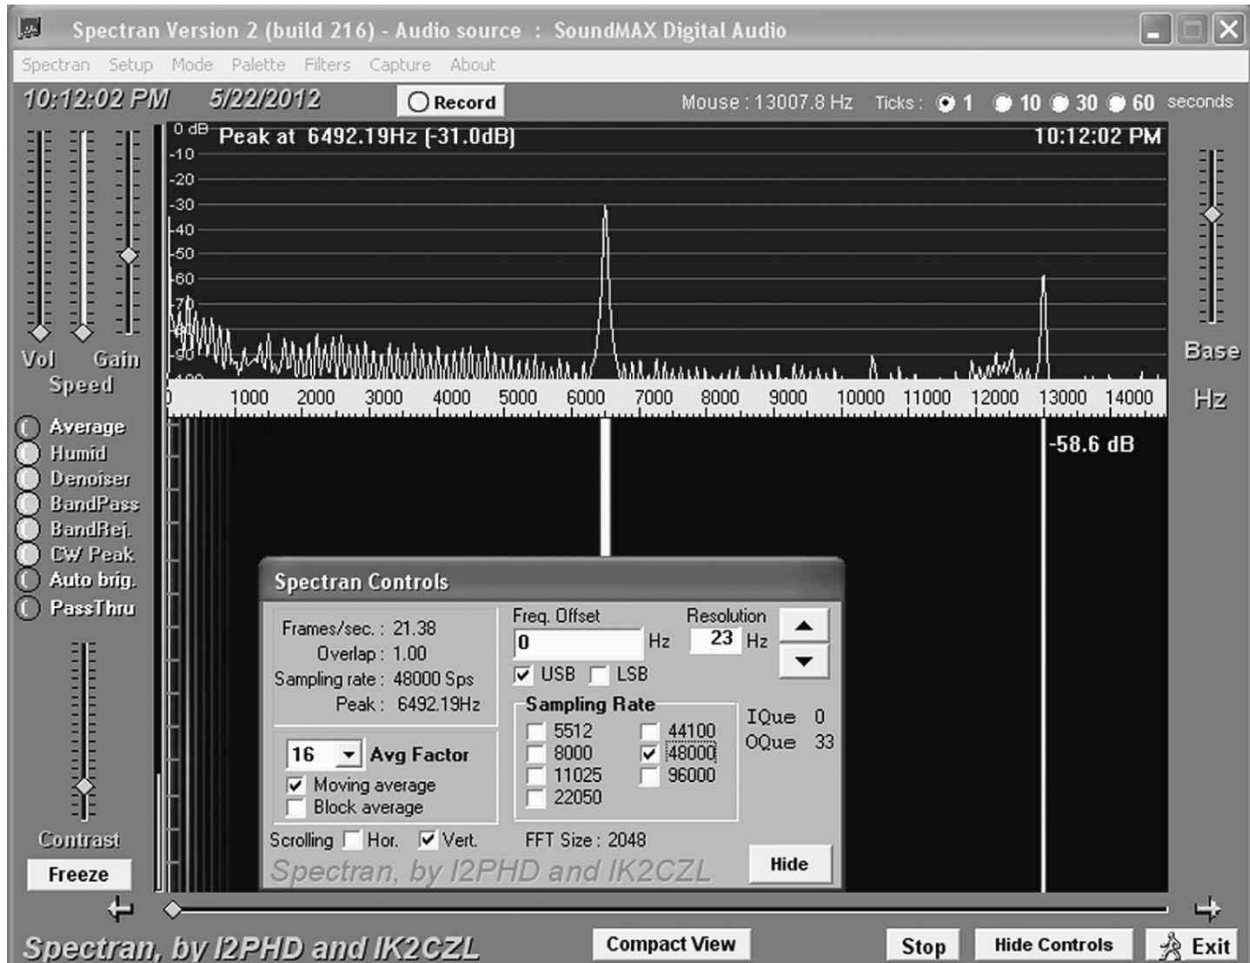 Spectran Version 2 (build 216) - Audio source : SoundMAX Digital Audio
Spectran Setup Mode Palette Filters Capture About
10:12:02 PM 5/22/2012 Record Mouse : 13007.8 Hz Ticks : 1 10 30 60 seconds
0 dB Peak at 6492.19Hz (-31.0dB) 10:12:02 PM
-10
-20
-30
-40
-50
-60
-70
-80
-90
-100
Vol Gain
Speed
Base
0 1000 2000 3000 4000 5000 6000 7000 8000 9000 10000 11000 12000 13000 14000 Hz
-58.6 dB
Average
Humid
Denoiser
BandPass
BandRej.
CW Peak
Auto brig.
PassThru
Contrast
Freeze
Spectran Controls
Frames/sec. : 21.38
Overlap : 1.00
Sampling rate : 48000 Sps
Peak : 6492.19Hz
Freq. Offset
0 Hz
Resolution
23 Hz
USB LSB
16 Avg Factor
Moving average
Block average
Sampling Rate
5512 44100
8000 48000
11025 96000
22050
IQue 0
OQue 33
Scrolling Hor. Vert. FFT Size : 2048
Spectran, by I2PHD and IK2CZL Hide
Spectran, by I2PHD and IK2CZL Compact View Stop Hide Controls Exit